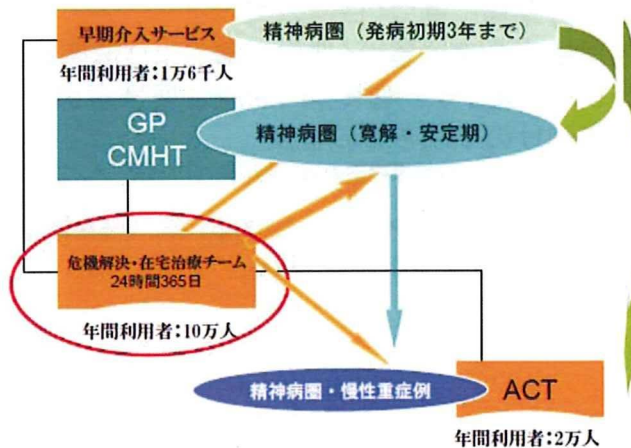 早期介入サービス
精神病圏（発病初期3年まで）
年間利用者：1万6千人
GP
CMHT
精神病圏（寛解・安定期）
危機解決・在宅治療チーム
24時間365日
年間利用者：10万人
精神病圏・慢性重症例
ACT
年間利用者：2万人